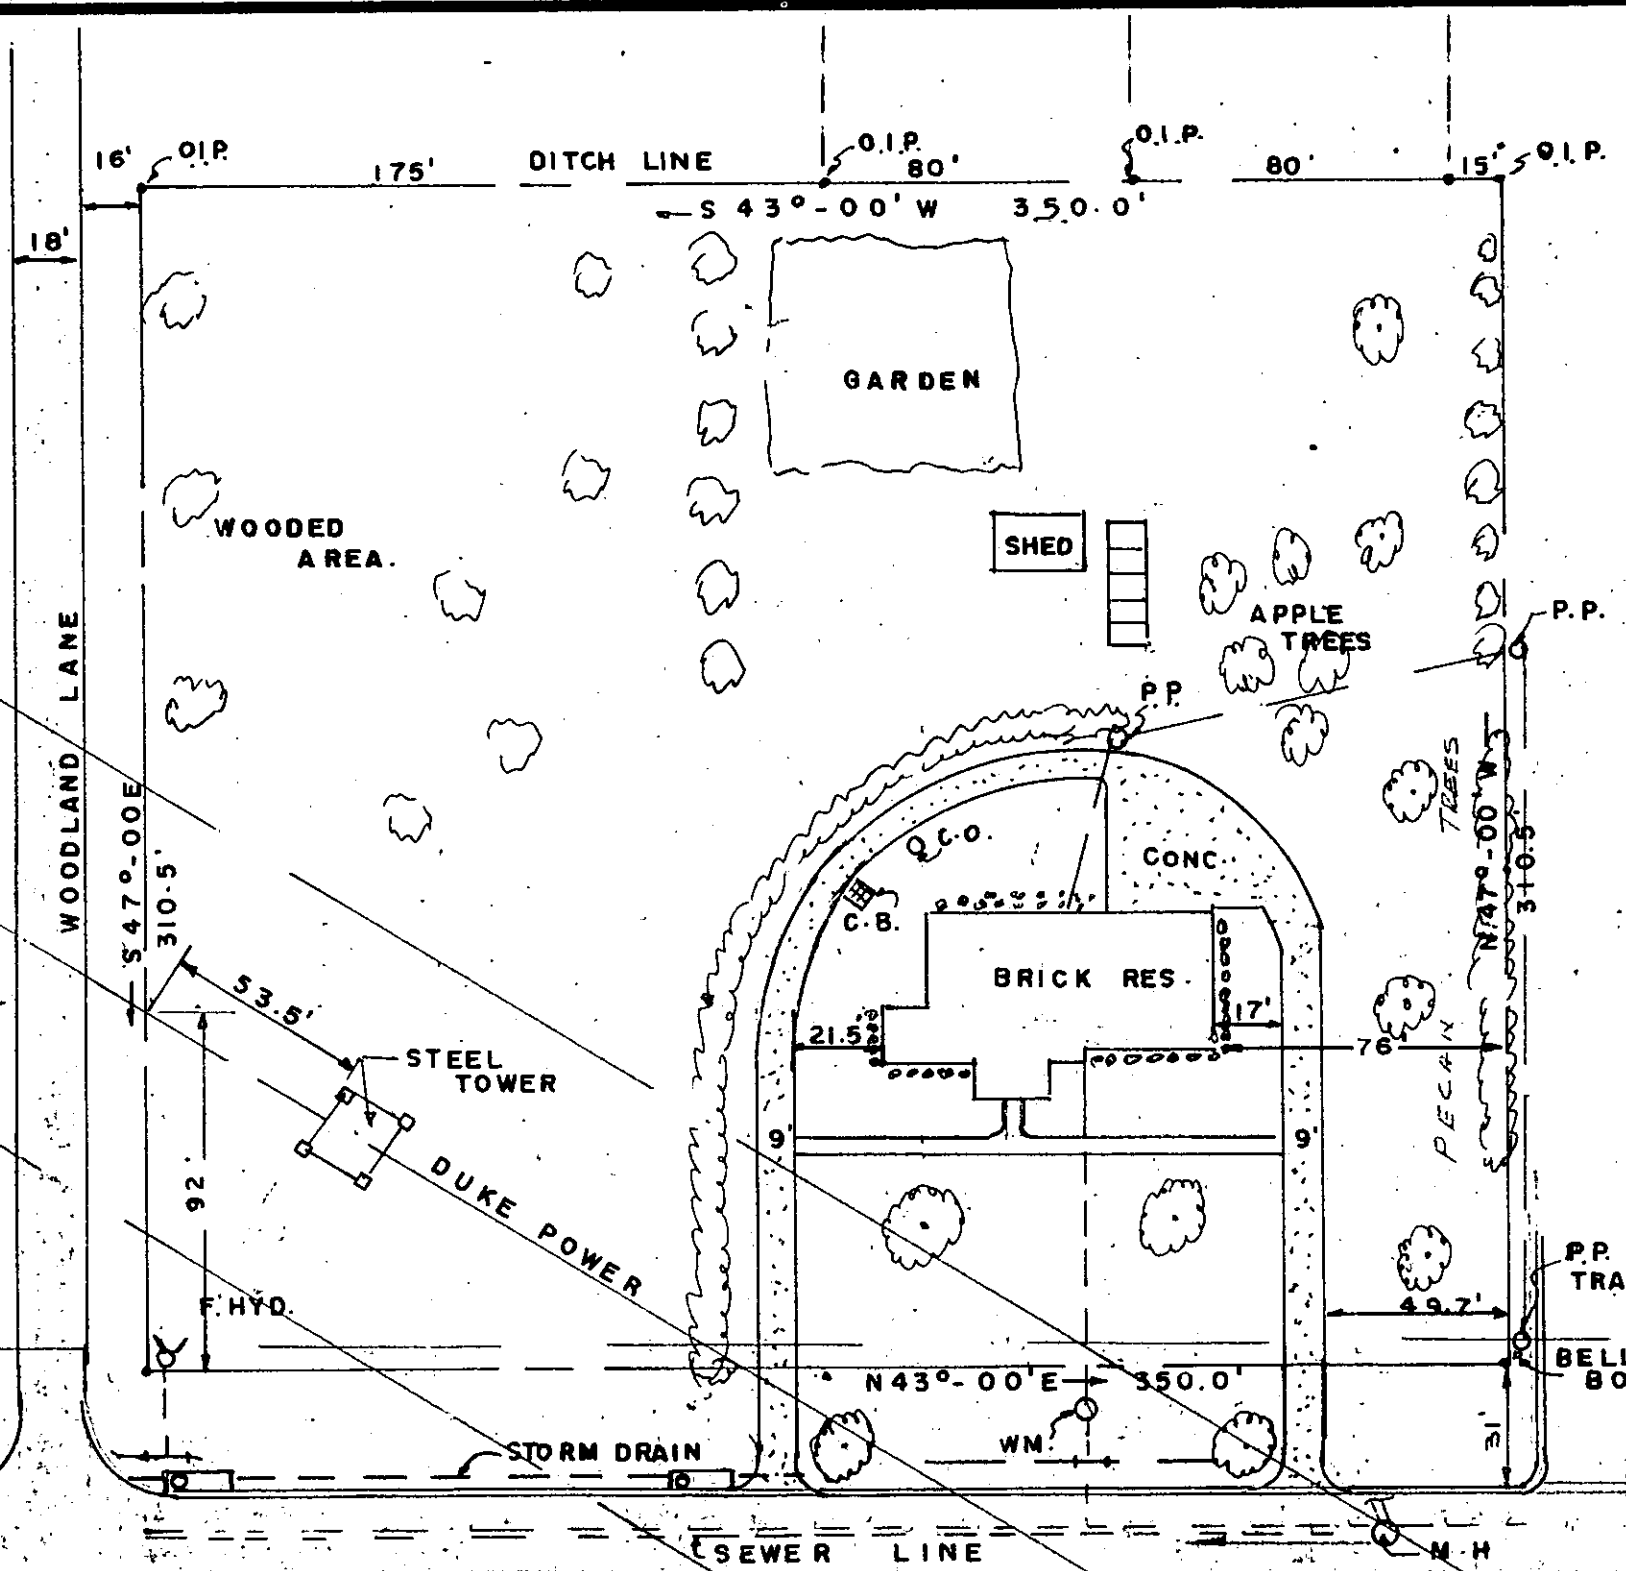 16'
O.I.P.
175'
DITCH LINE
O.I.P.
80'
O.I.P.
80'
15'
O.I.P.
S 43°-00' W 350.0'
18'
GARDEN
WOODED
AREA.
SHED
APPLE
TREES
P.P.
P.P.
WOODLAND LANE
S 47°-00E
310.5'
C.O.
CONC.
C.B.
PECAN TREES
N.47°-00'W
310.5'
53.5'
BRICK RES.
21.5'
17'
76'
STEEL
TOWER
92'
DUKE POWER
9'
9'
F.HYD.
49.7'
P.P.
TRA
BELL
BO
N43°-00'E 350.0'
31'
WM.
STORM DRAIN
SEWER LINE
M.H